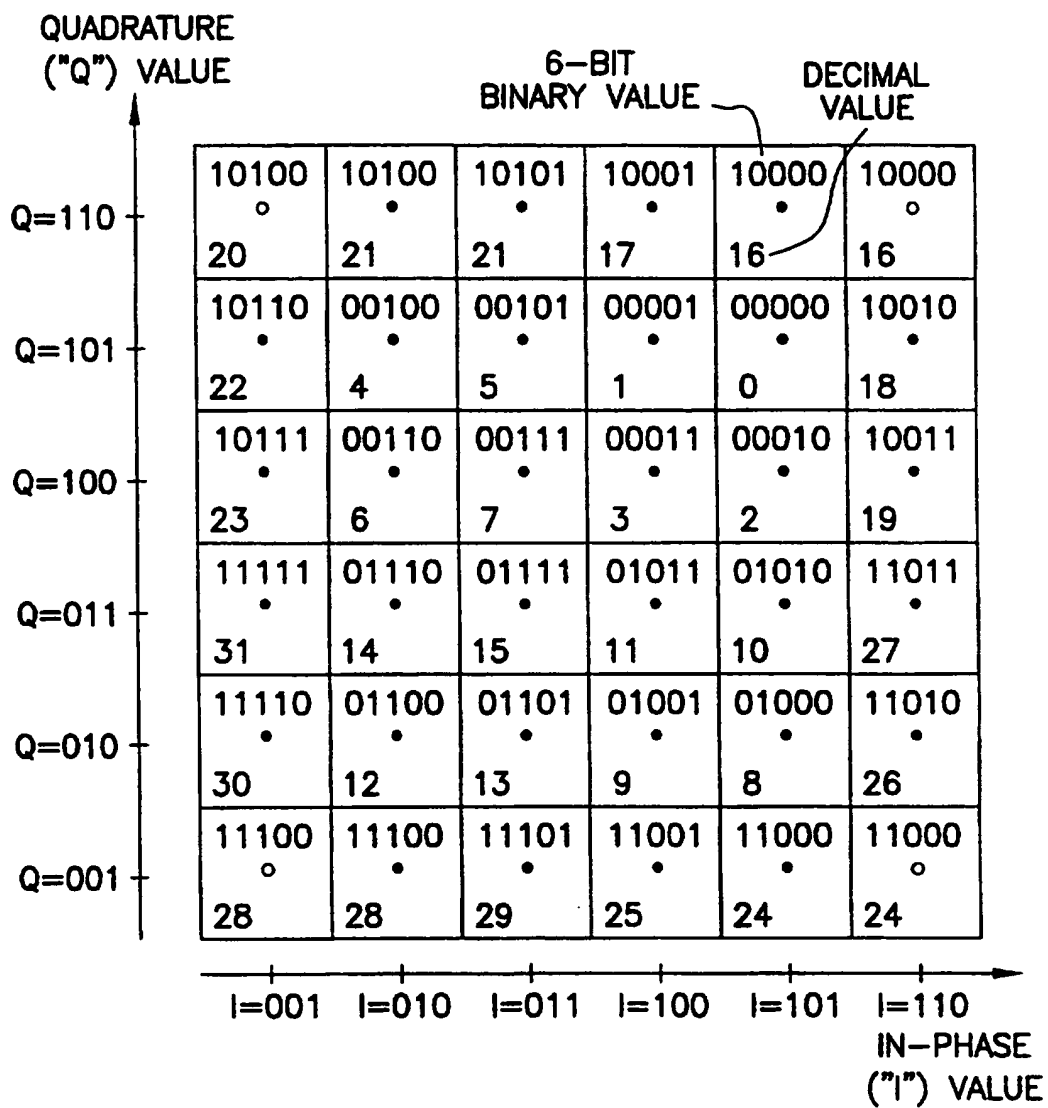 QUADRATURE
("Q") VALUE
6-BIT
BINARY VALUE
DECIMAL
VALUE
Q=110
10100 10100 10101 10001 10000 10000
20 21 21 17 16 16
Q=101
10110 00100 00101 00001 00000 10010
22 4 5 1 0 18
Q=100
10111 00110 00111 00011 00010 10011
23 6 7 3 2 19
Q=011
11111 01110 01111 01011 01010 11011
31 14 15 11 10 27
Q=010
11110 01100 01101 01001 01000 11010
30 12 13 9 8 26
Q=001
11100 11100 11101 11001 11000 11000
28 28 29 25 24 24
I=001 I=010 I=011 I=100 I=101 I=110
IN-PHASE
("I") VALUE